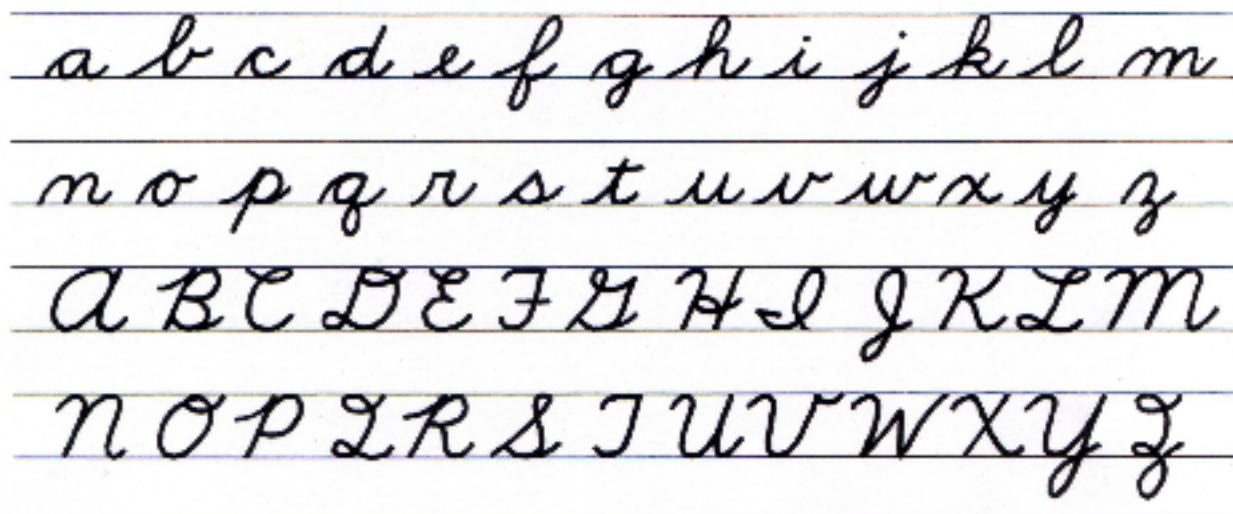 a b c d e f g h i j k l m
n o p q r s t u v w x y z
A B C D E F G H I J K L M
N O P Q R S T U V W X Y Z